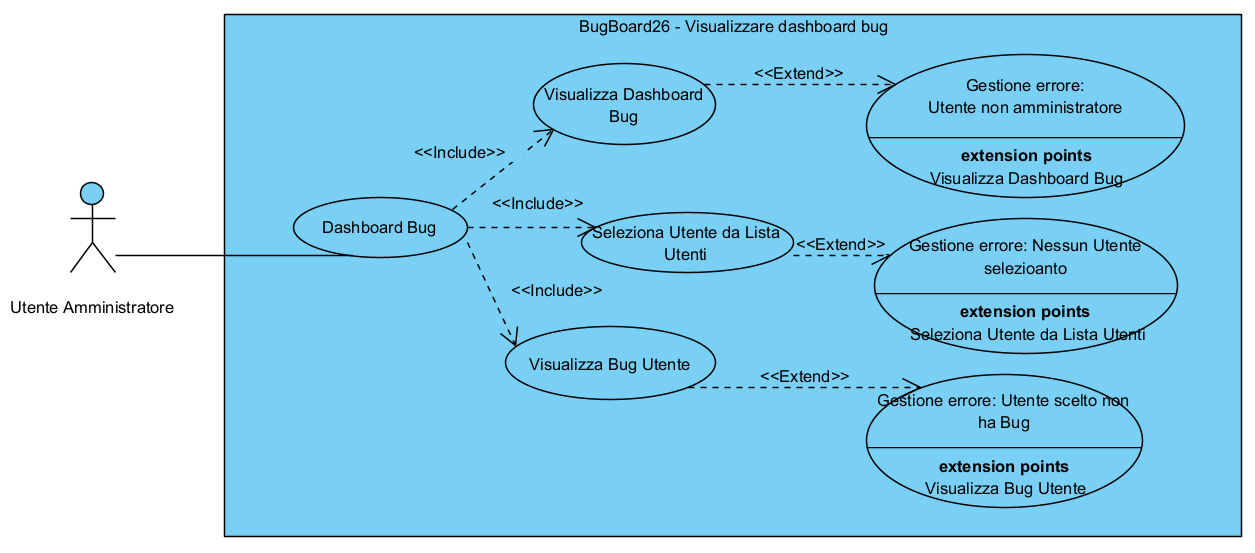 BugBoard26 - Visualizzare dashboard bug
<<Extend>>
Visualizza Dashboard
Bug
Gestione errore:
Utente non amministratore
extension points
Visualizza Dashboard Bug
<<Include>>
<<Include>>
Dashboard Bug
Seleziona Utente da Lista
Utenti
<<Extend>>
Gestione errore: Nessun Utente
selezioanto
extension points
Seleziona Utente da Lista Utenti
Utente Amministratore
<<Include>>
Visualizza Bug Utente
<<Extend>>
Gestione errore: Utente scelto non
ha Bug
extension points
Visualizza Bug Utente